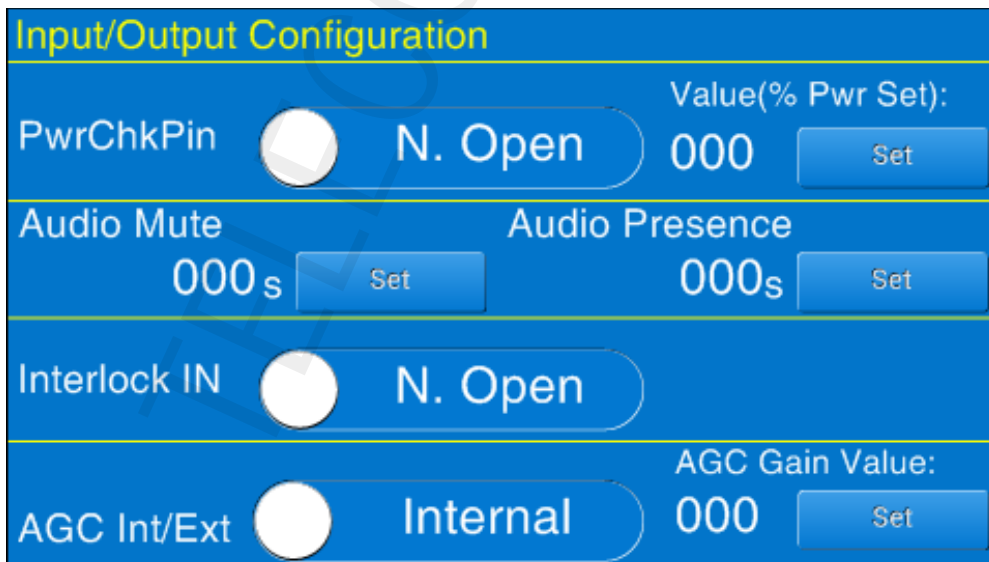 Input/Output Configuration
Value(% Pwr Set):
PwrChkPin N. Open 000 Set
Audio Mute Audio Presence
000 s Set 000s Set
Interlock IN N. Open
AGC Gain Value:
AGC Int/Ext Internal 000 Set